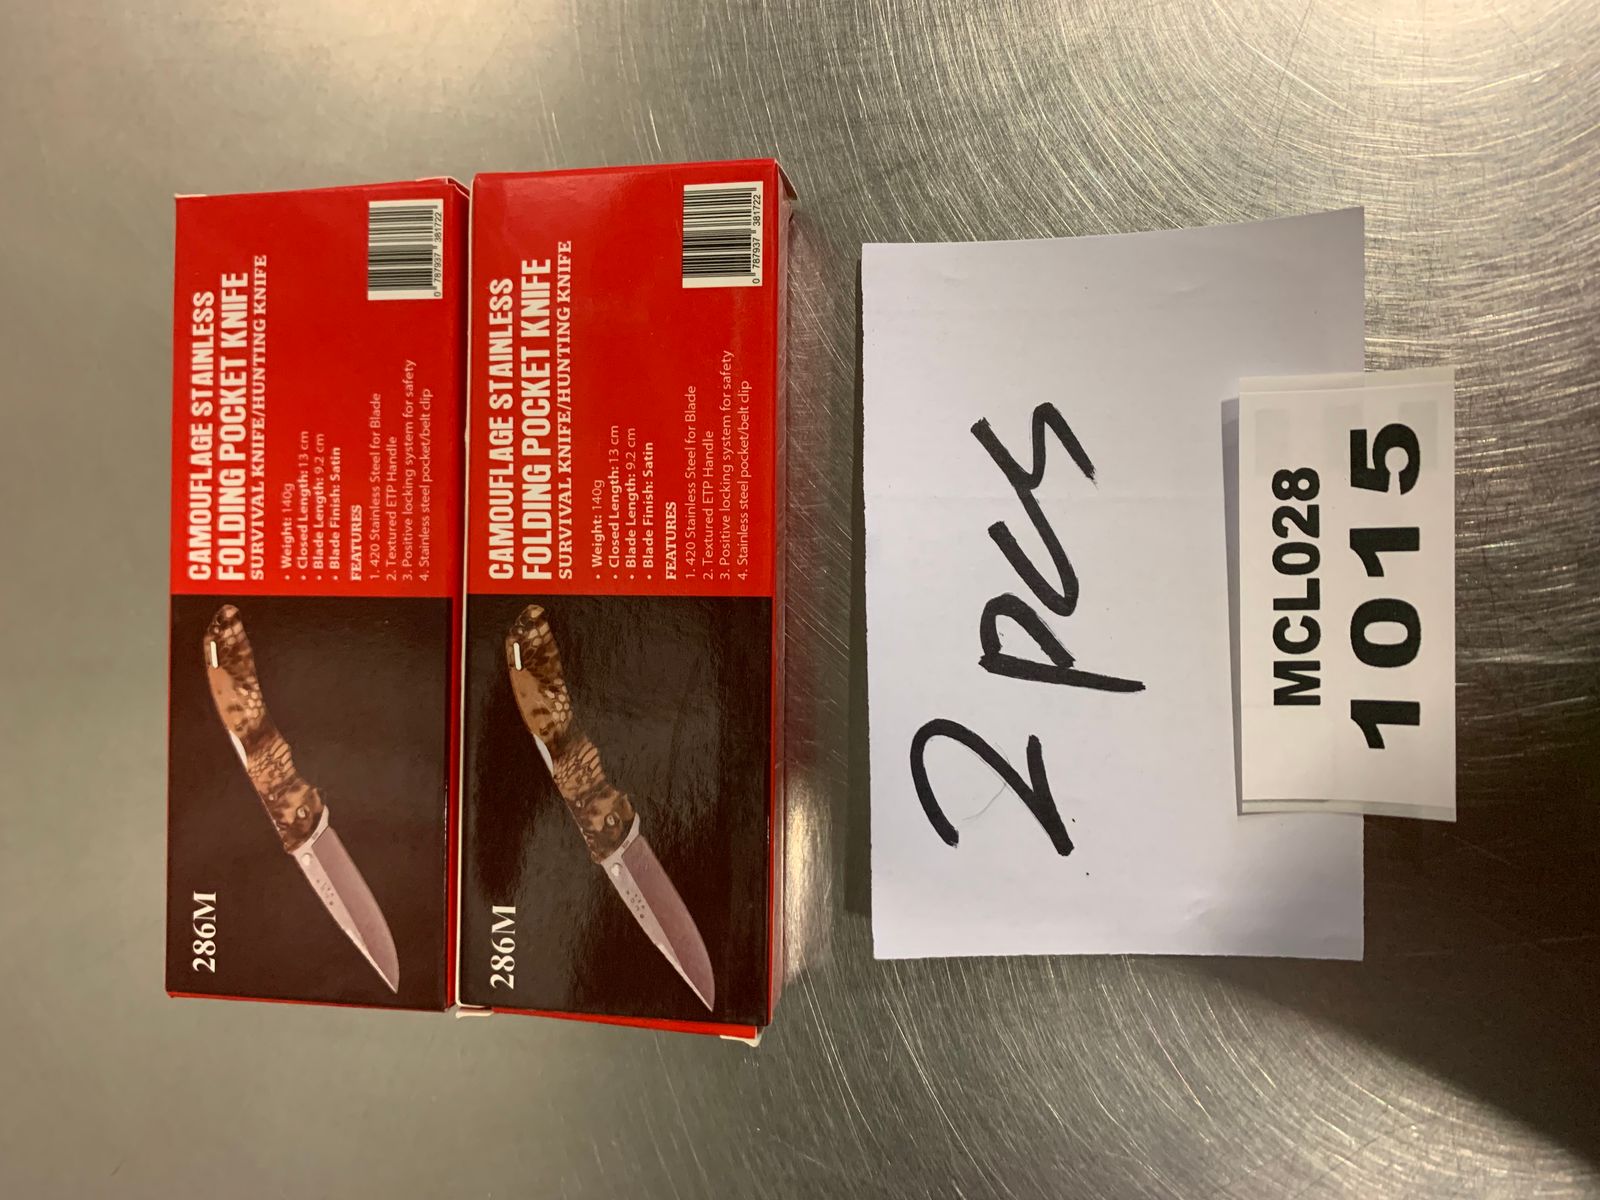 286M
CAMOUFLAGE STAINLESS
FOLDING POCKET KNIFE
SURVIVAL KNIFE/HUNTING KNIFE
• Weight: 140g
• Closed Length: 13 cm
• Blade Length: 9.2 cm
• Blade Finish: Satin
FEATURES
1. 420 Stainless Steel for Blade
2. Textured ETP Handle
3. Positive locking system for safety
4. Stainless steel pocket/belt clip
0 787937 381722
286M
CAMOUFLAGE STAINLESS
FOLDING POCKET KNIFE
SURVIVAL KNIFE/HUNTING KNIFE
• Weight: 140g
• Closed Length: 13 cm
• Blade Length: 9.2 cm
• Blade Finish: Satin
FEATURES
1. 420 Stainless Steel for Blade
2. Textured ETP Handle
3. Positive locking system for safety
4. Stainless steel pocket/belt clip
0 787937 381722
2 pcs
MCL028
1015